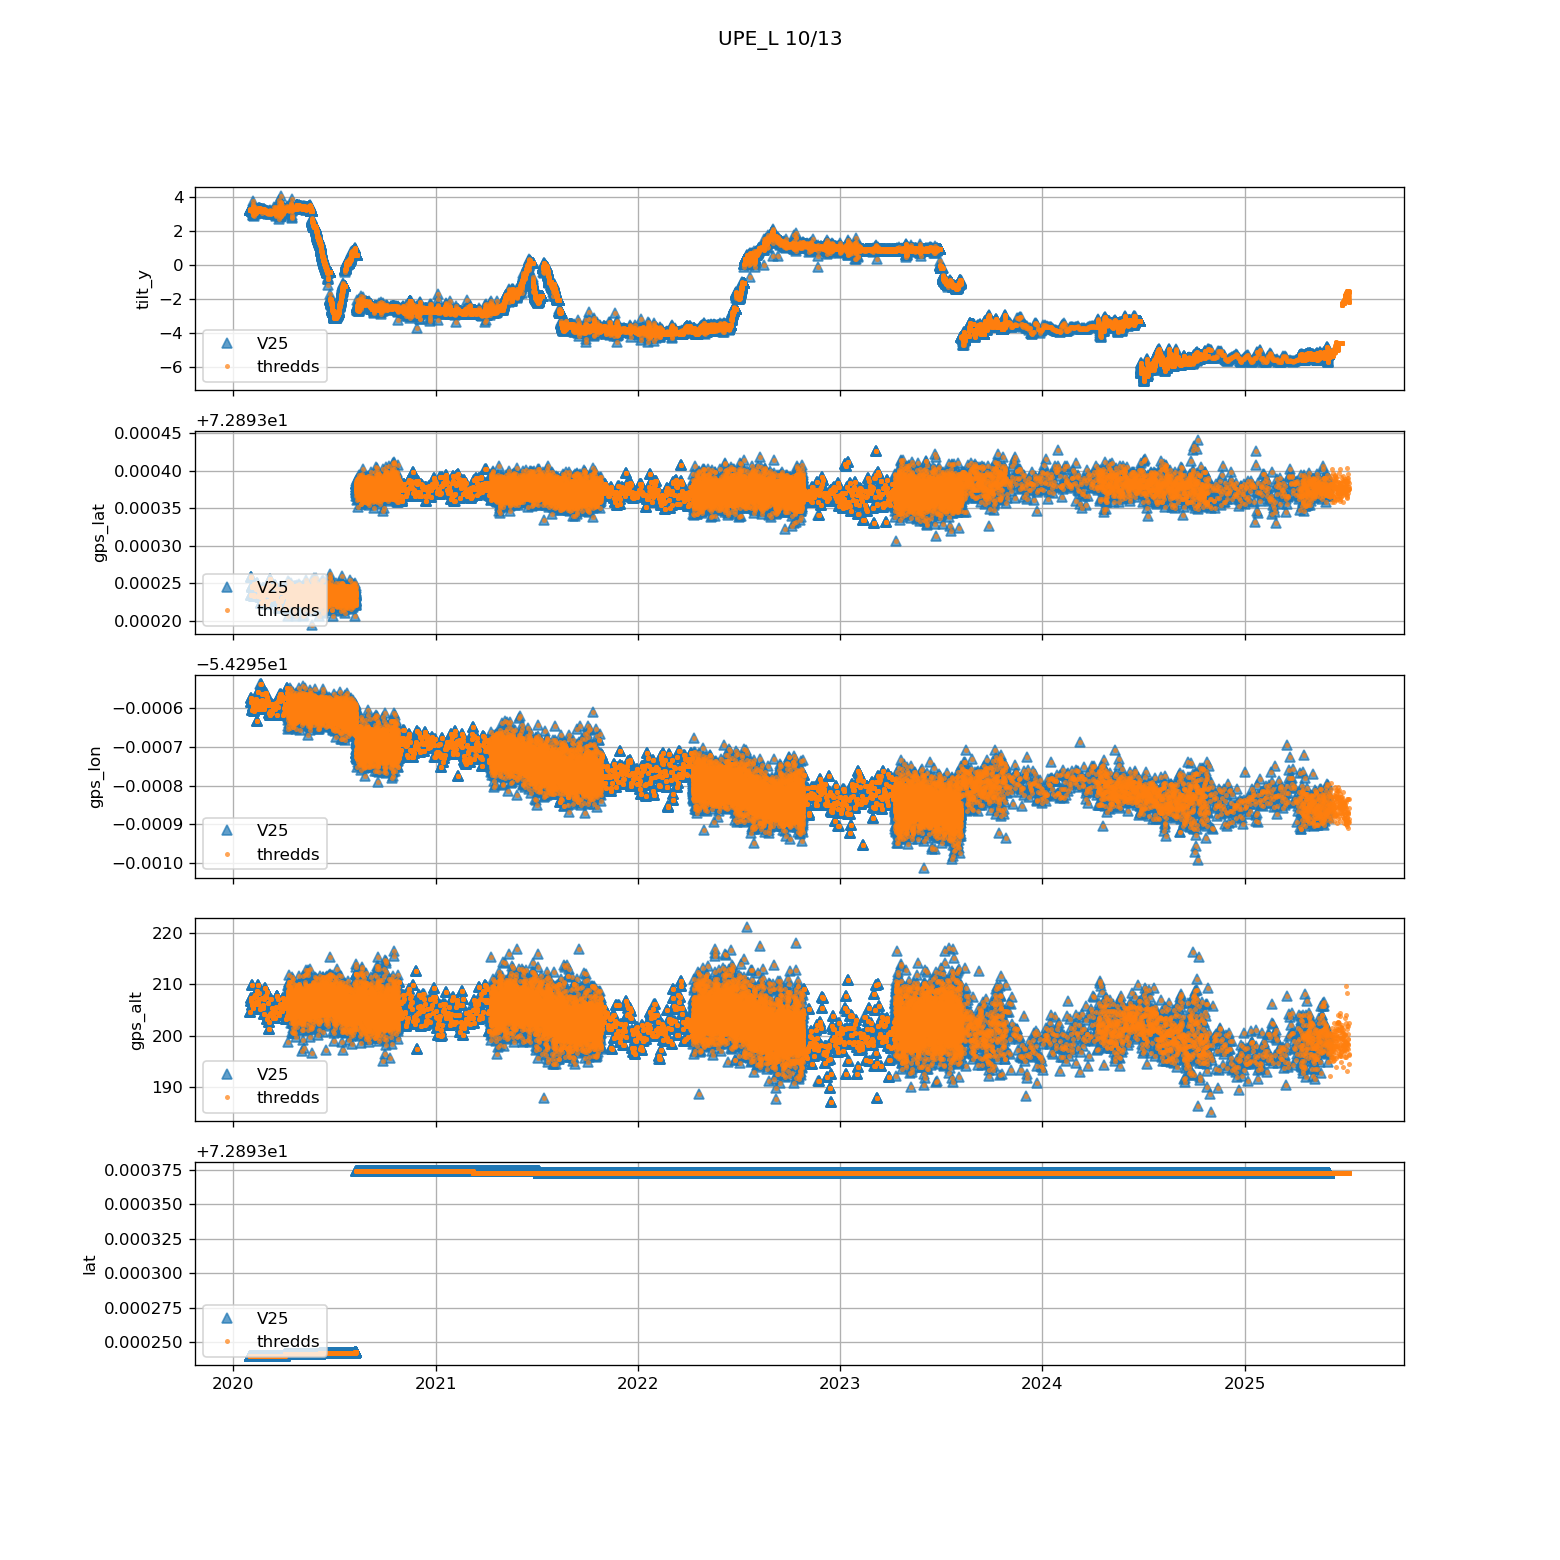 UPE_L 10/13
4
2
0
−2
−4
−6
tilt_y
V25
thredds
+7.2893e1
0.00045
0.00040
0.00035
0.00030
0.00025
0.00020
gps_lat
V25
thredds
−5.4295e1
−0.0006
−0.0007
−0.0008
−0.0009
−0.0010
gps_lon
V25
thredds
220
210
200
190
gps_alt
V25
thredds
+7.2893e1
0.000375
0.000350
0.000325
0.000300
0.000275
0.000250
lat
V25
thredds
2020 2021 2022 2023 2024 2025